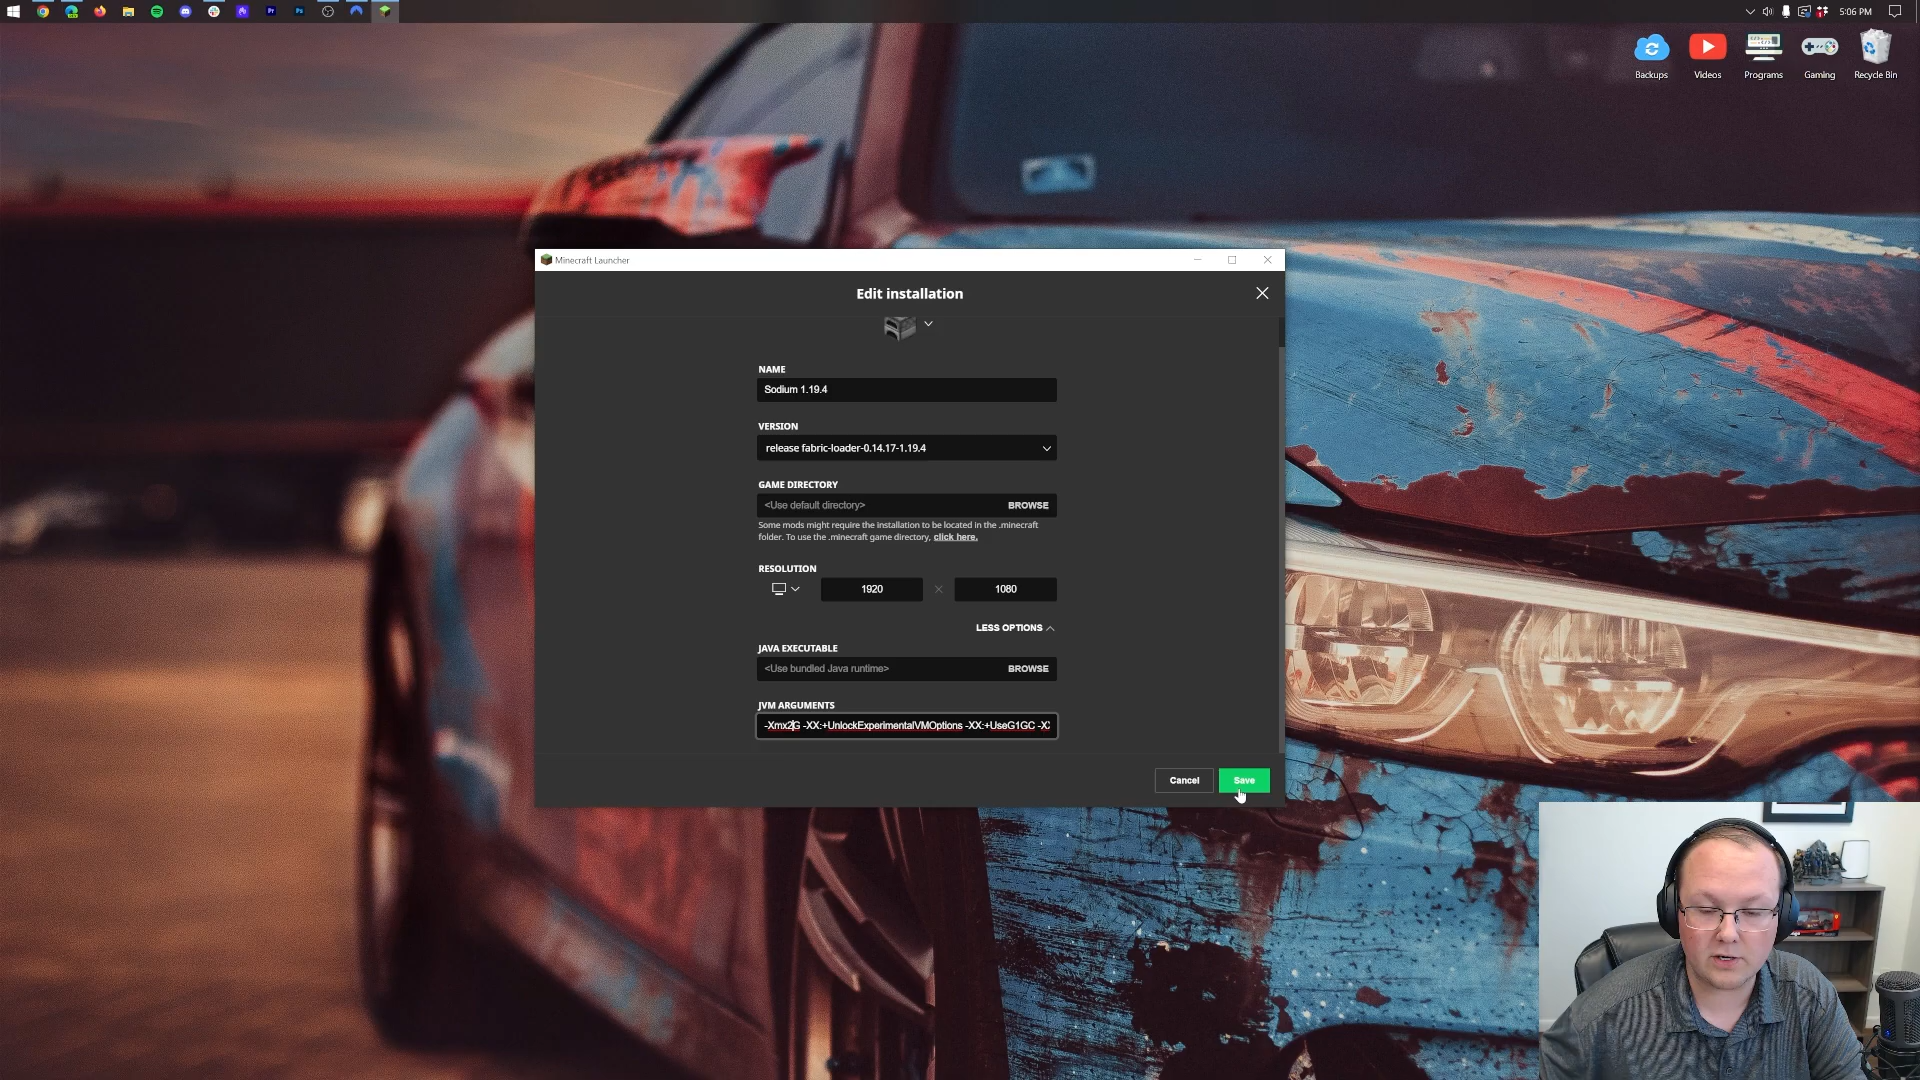 5:06 PM
Backups
Videos
Programs
Gaming
Recycle Bin
Minecraft Launcher
Edit installation
NAME
Sodium 1.19.4
VERSION
release fabric-loader-0.14.17-1.19.4
GAME DIRECTORY
<Use default directory>
BROWSE
Some mods might require the installation to be located in the .minecraft
folder. To use the .minecraft game directory, click here.
RESOLUTION
1920
1080
LESS OPTIONS
JAVA EXECUTABLE
<Use bundled Java runtime>
BROWSE
JVM ARGUMENTS
-Xmx2G -XX:+UnlockExperimentalVMOptions -XX:+UseG1GC -X
Cancel
Save